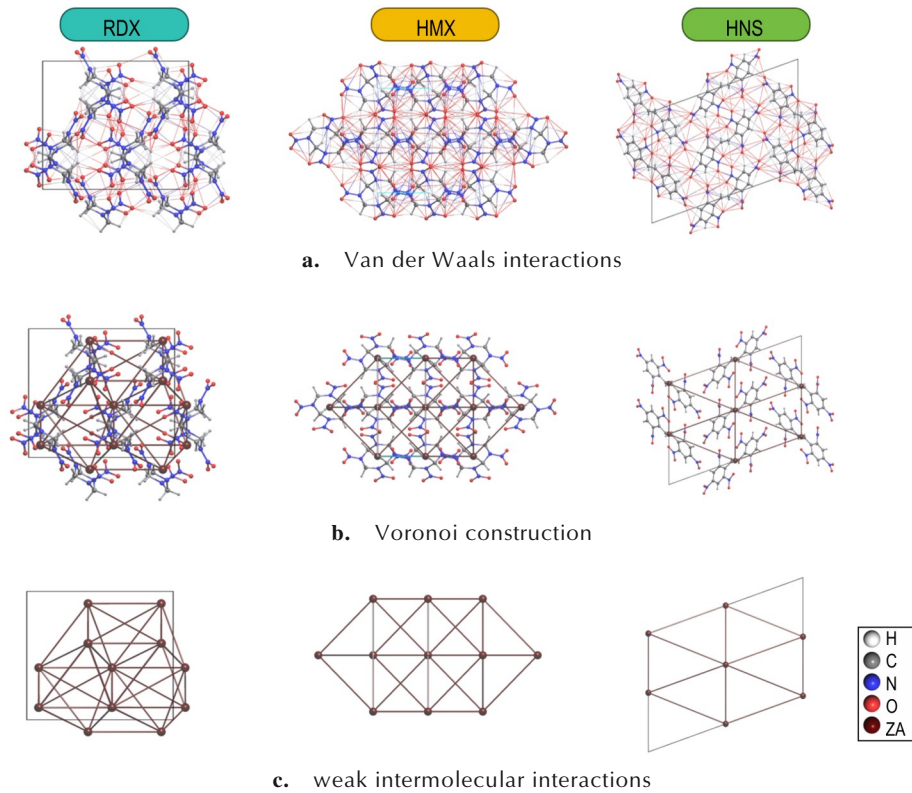 RDX HMX HNS
a. Van der Waals interactions
b. Voronoi construction
H
C
N
O
ZA
c. weak intermolecular interactions